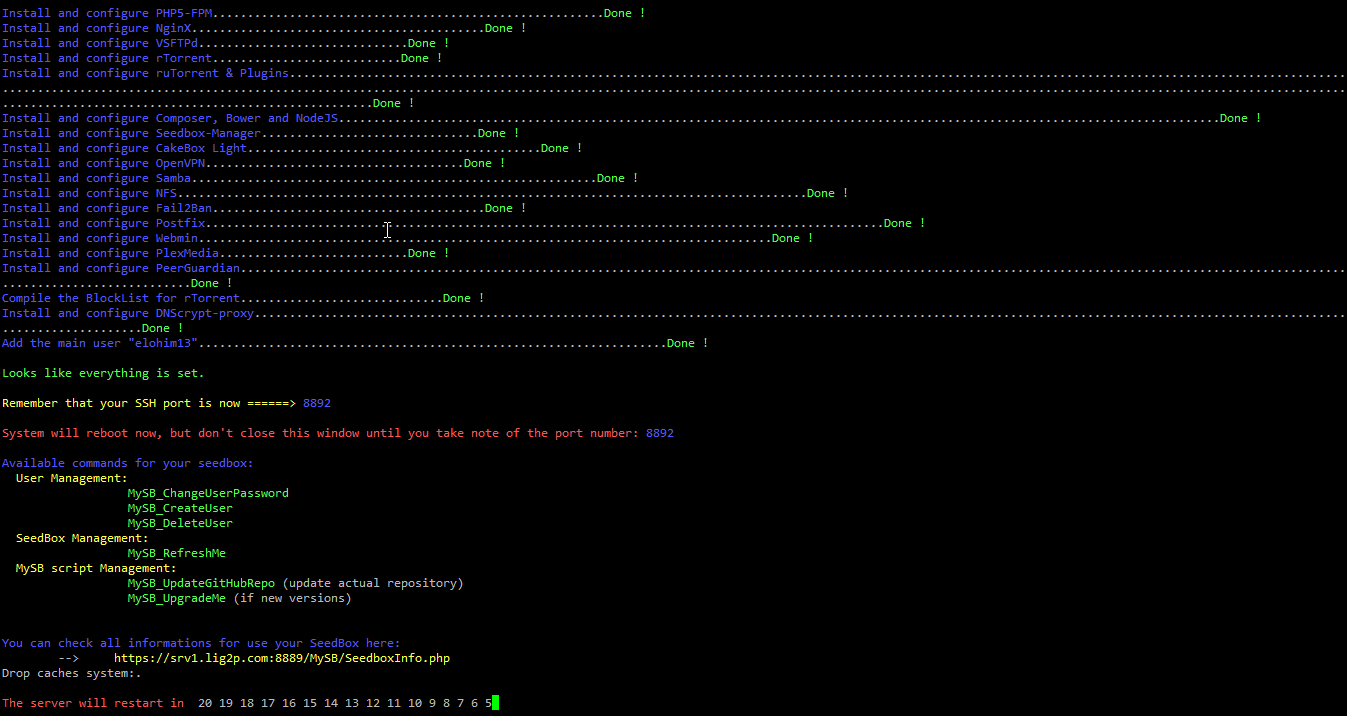 Install and configure PHP5-FPM........................................................Done !
Install and configure NginX..........................................Done !
Install and configure VSFTPd..............................Done !
Install and configure rTorrent...........................Done !
Install and configure ruTorrent & Plugins.......................................................................................................................................................
................................................................................................................................................................................................
.....................................................Done !
Install and configure Composer, Bower and NodeJS..............................................................................................................................Done !
Install and configure Seedbox-Manager...............................Done !
Install and configure CakeBox Light..........................................Done !
Install and configure OpenVPN.....................................Done !
Install and configure Samba..........................................................Done !
Install and configure NFS..........................................................................................Done !
Install and configure Fail2Ban.......................................Done !
Install and configure Postfix.................................................................................................Done !
Install and configure Webmin..................................................................................Done !
Install and configure PlexMedia...........................Done !
Install and configure PeerGuardian..............................................................................................................................................................
...........................Done !
Compile the BlockList for rTorrent.............................Done !
Install and configure DNScrypt-proxy............................................................................................................................................................
....................Done !
Add the main user "elohim13"...................................................................Done !
Looks like everything is set.
Remember that your SSH port is now ======> 8892
System will reboot now, but don't close this window until you take note of the port number: 8892
Available commands for your seedbox:
User Management:
MySB_ChangeUserPassword
MySB_CreateUser
MySB_DeleteUser
SeedBox Management:
MySB_RefreshMe
MySB script Management:
MySB_UpdateGitHubRepo (update actual repository)
MySB_UpgradeMe (if new versions)
You can check all informations for use your SeedBox here:
--> https://srv1.lig2p.com:8889/MySB/SeedboxInfo.php
Drop caches system:.
The server will restart in 20 19 18 17 16 15 14 13 12 11 10 9 8 7 6 5